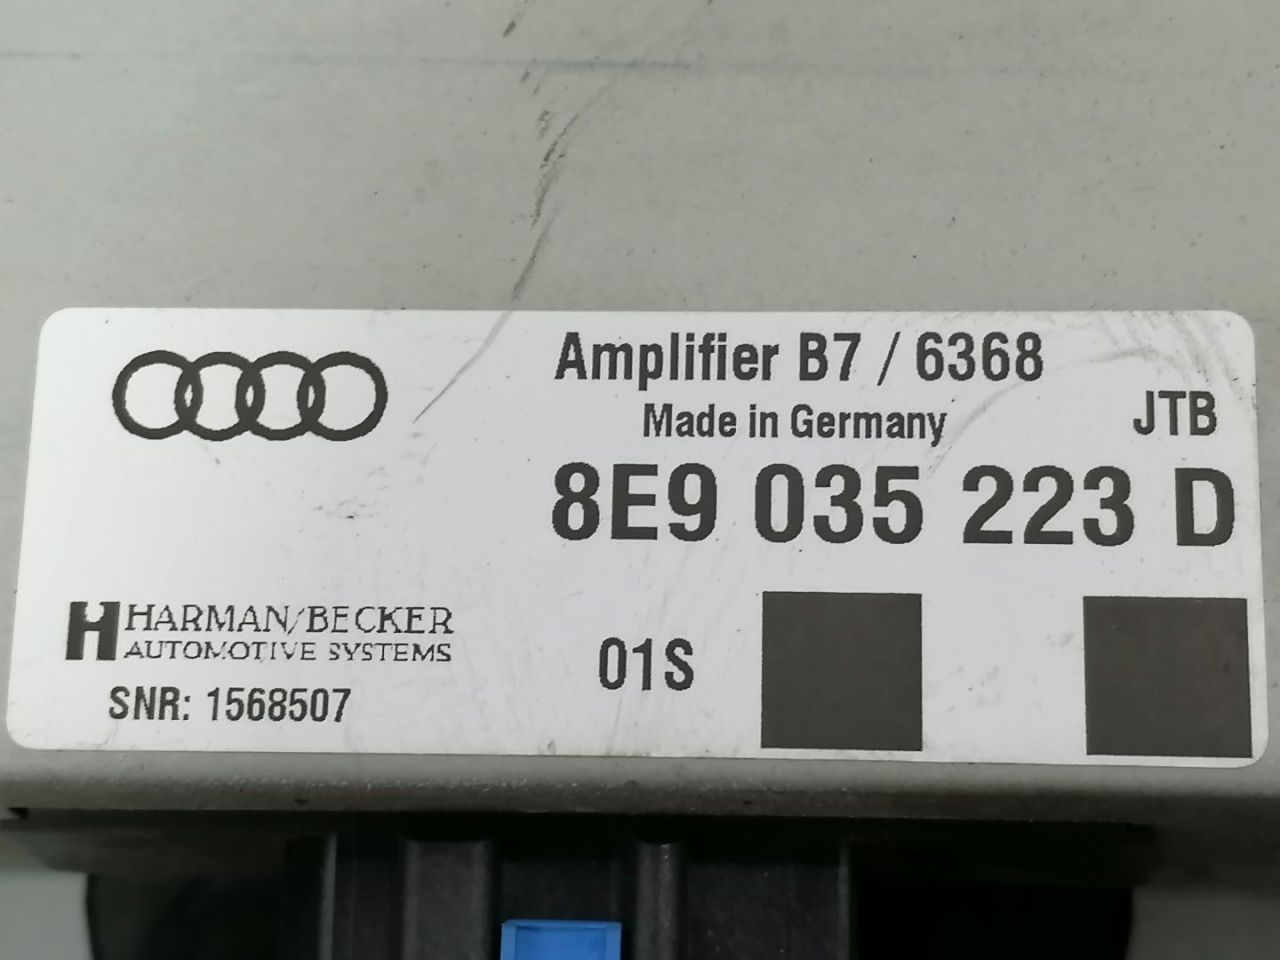 Amplifier B7 / 6368
Made in Germany
JTB
8E9 035 223 D
HARMAN/BECKER
AUTOMOTIVE SYSTEMS
01S
SNR: 1568507